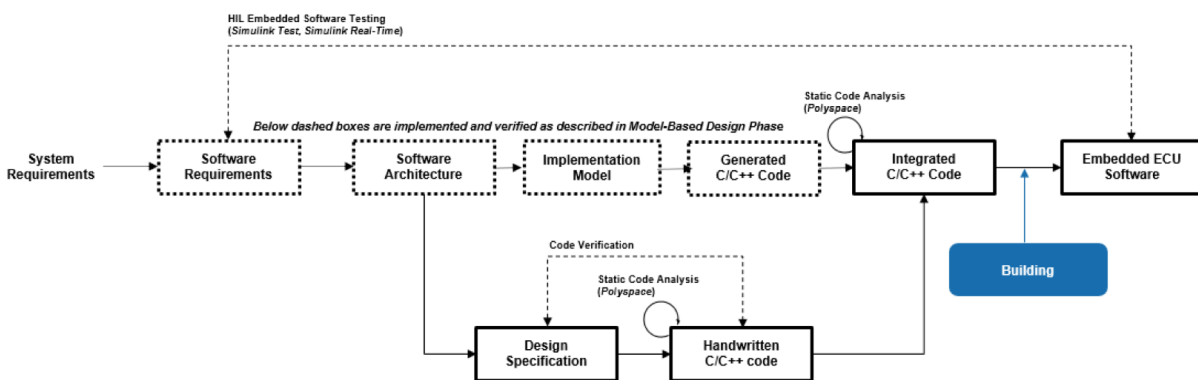 HIL Embedded Software Testing
(Simulink Test, Simulink Real-Time)
Static Code Analysis
(Polyspace)
Below dashed boxes are implemented and verified as described in Model-Based Design Phase
System
Requirements
Software
Requirements
Software
Architecture
Implementation
Model
Generated
C/C++ Code
Integrated
C/C++ Code
Embedded ECU
Software
Code Verification
Building
Static Code Analysis
(Polyspace)
Design
Specification
Handwritten
C/C++ code